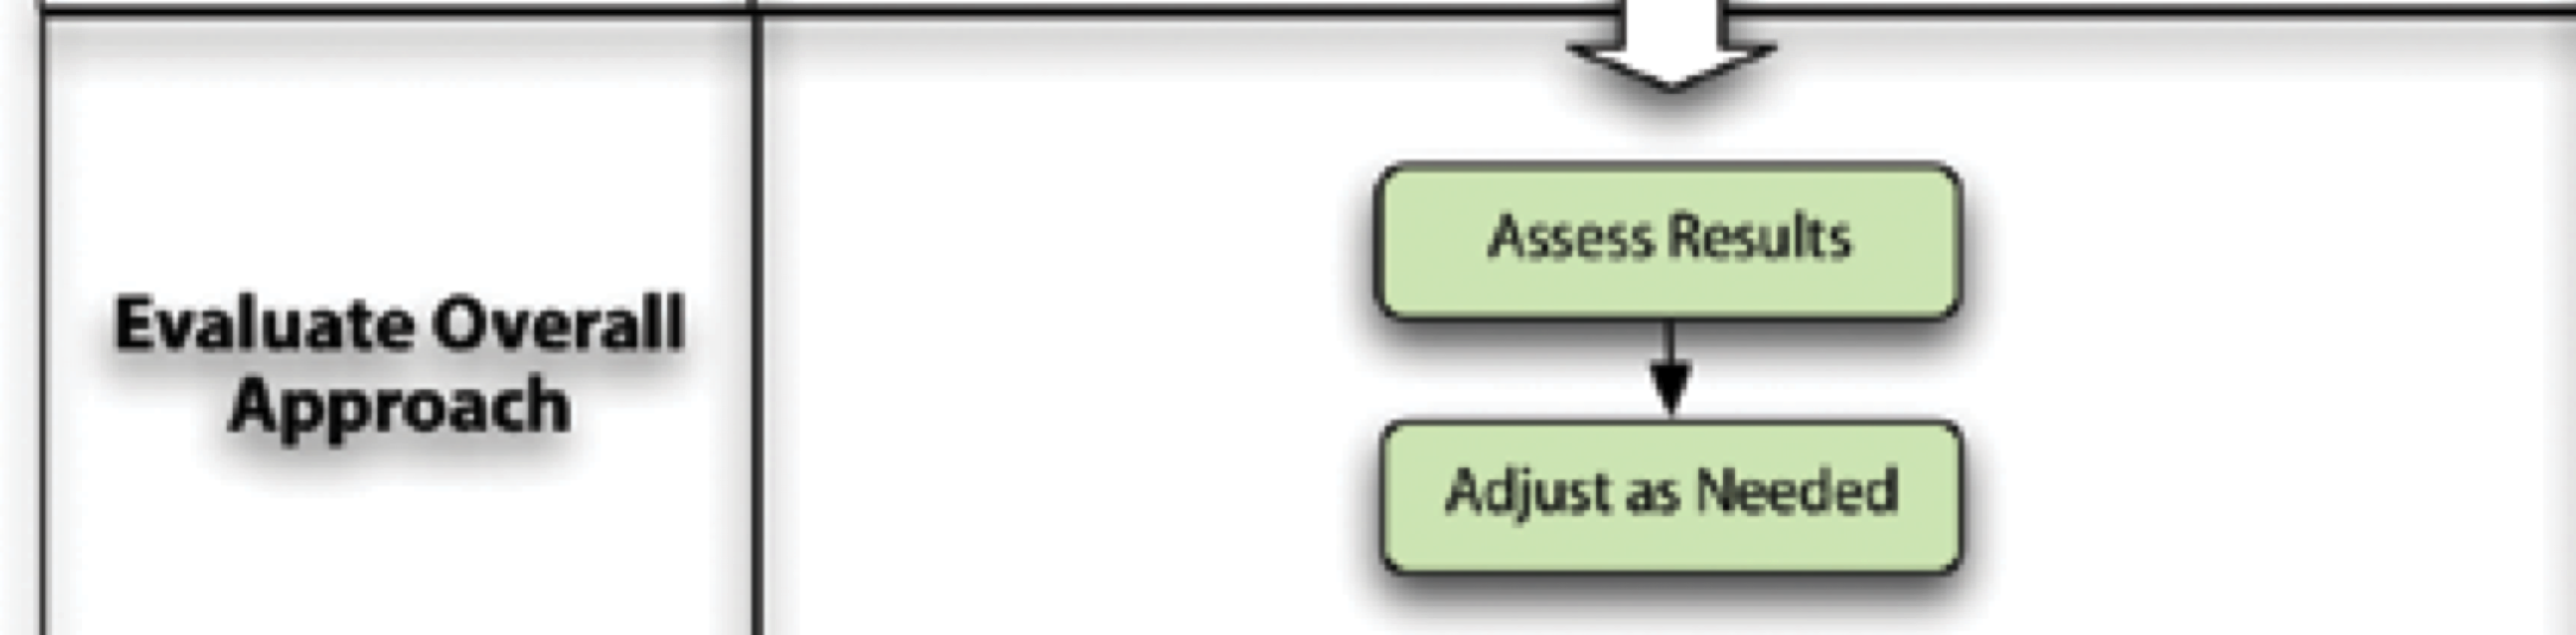 Evaluate Overall
Approach
Assess Results
Adjust as Needed